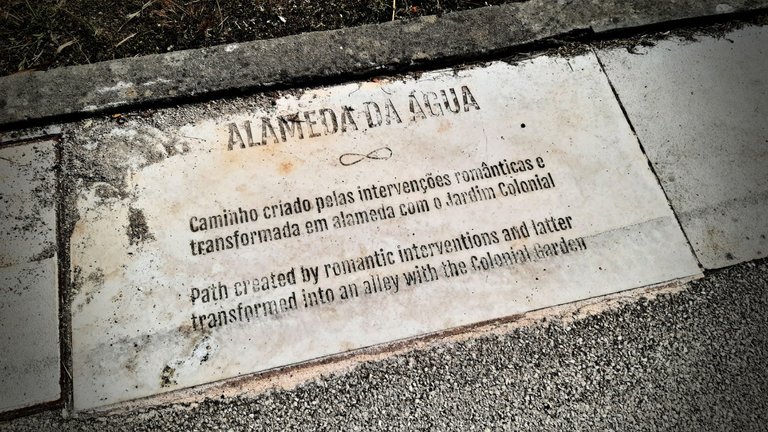 ALAMEDA DA ÁGUA
Caminho criado pelas intervenções românticas e
transformada em alameda com o Jardim Colonial
Path created by romantic interventions and latter
transformed into an alley with the Colonial Garden